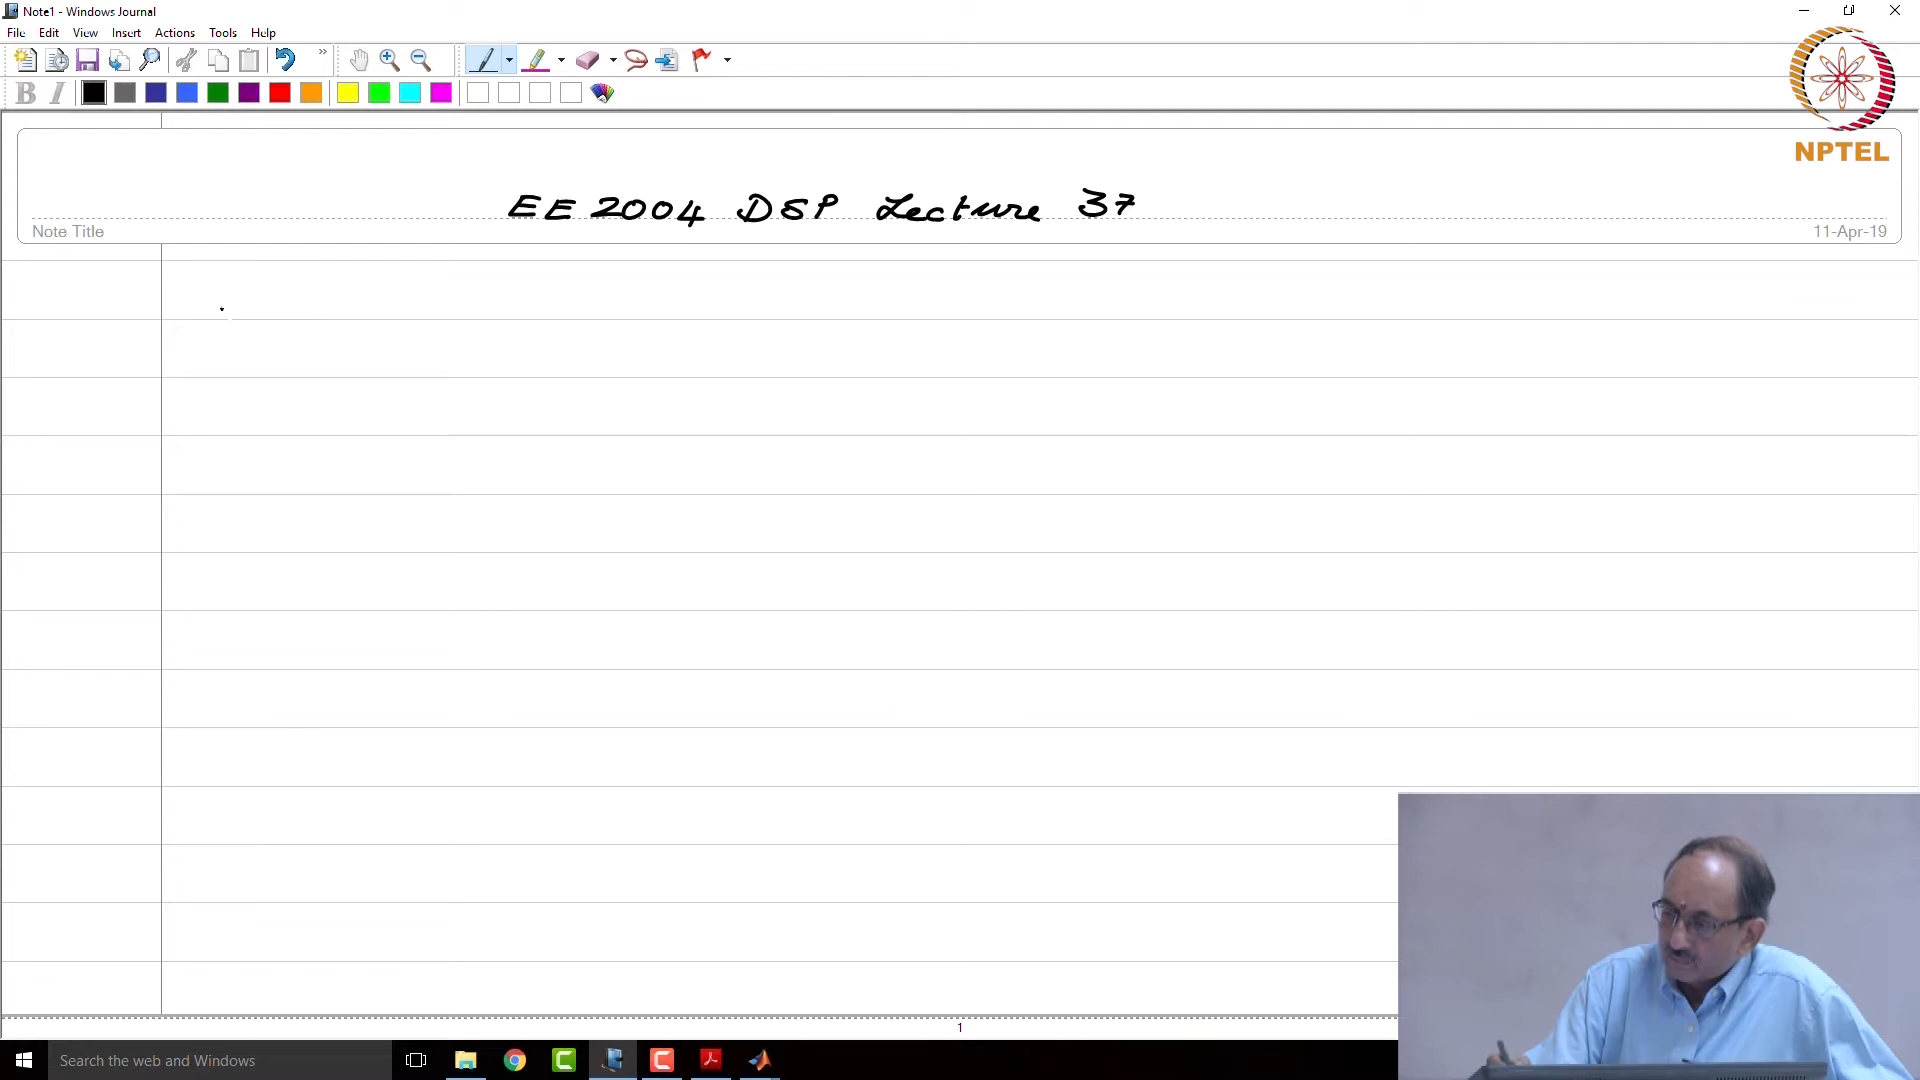 Note1 - Windows Journal
File Edit View Insert Actions Tools Help
B I
NPTEL
EE 2004 DSP Lecture 37
Note Title
11-Apr-19
1
Search the web and Windows